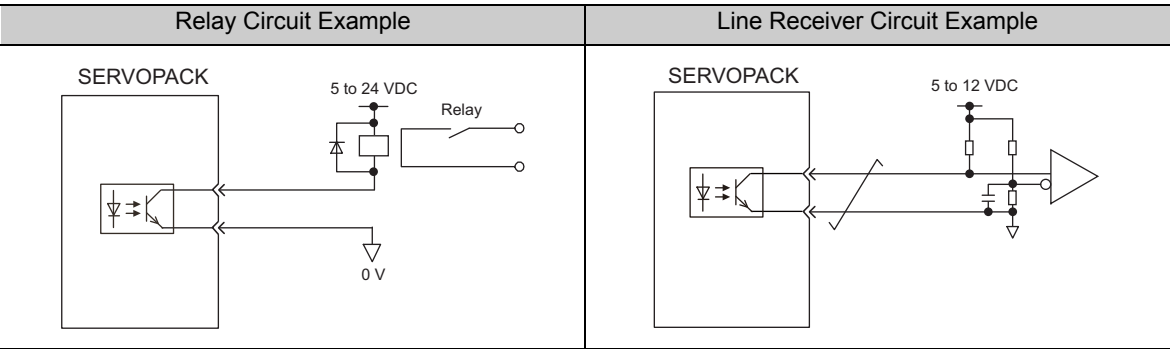 Relay Circuit Example
Line Receiver Circuit Example
SERVOPACK
5 to 24 VDC
Relay
0 V
SERVOPACK
5 to 12 VDC